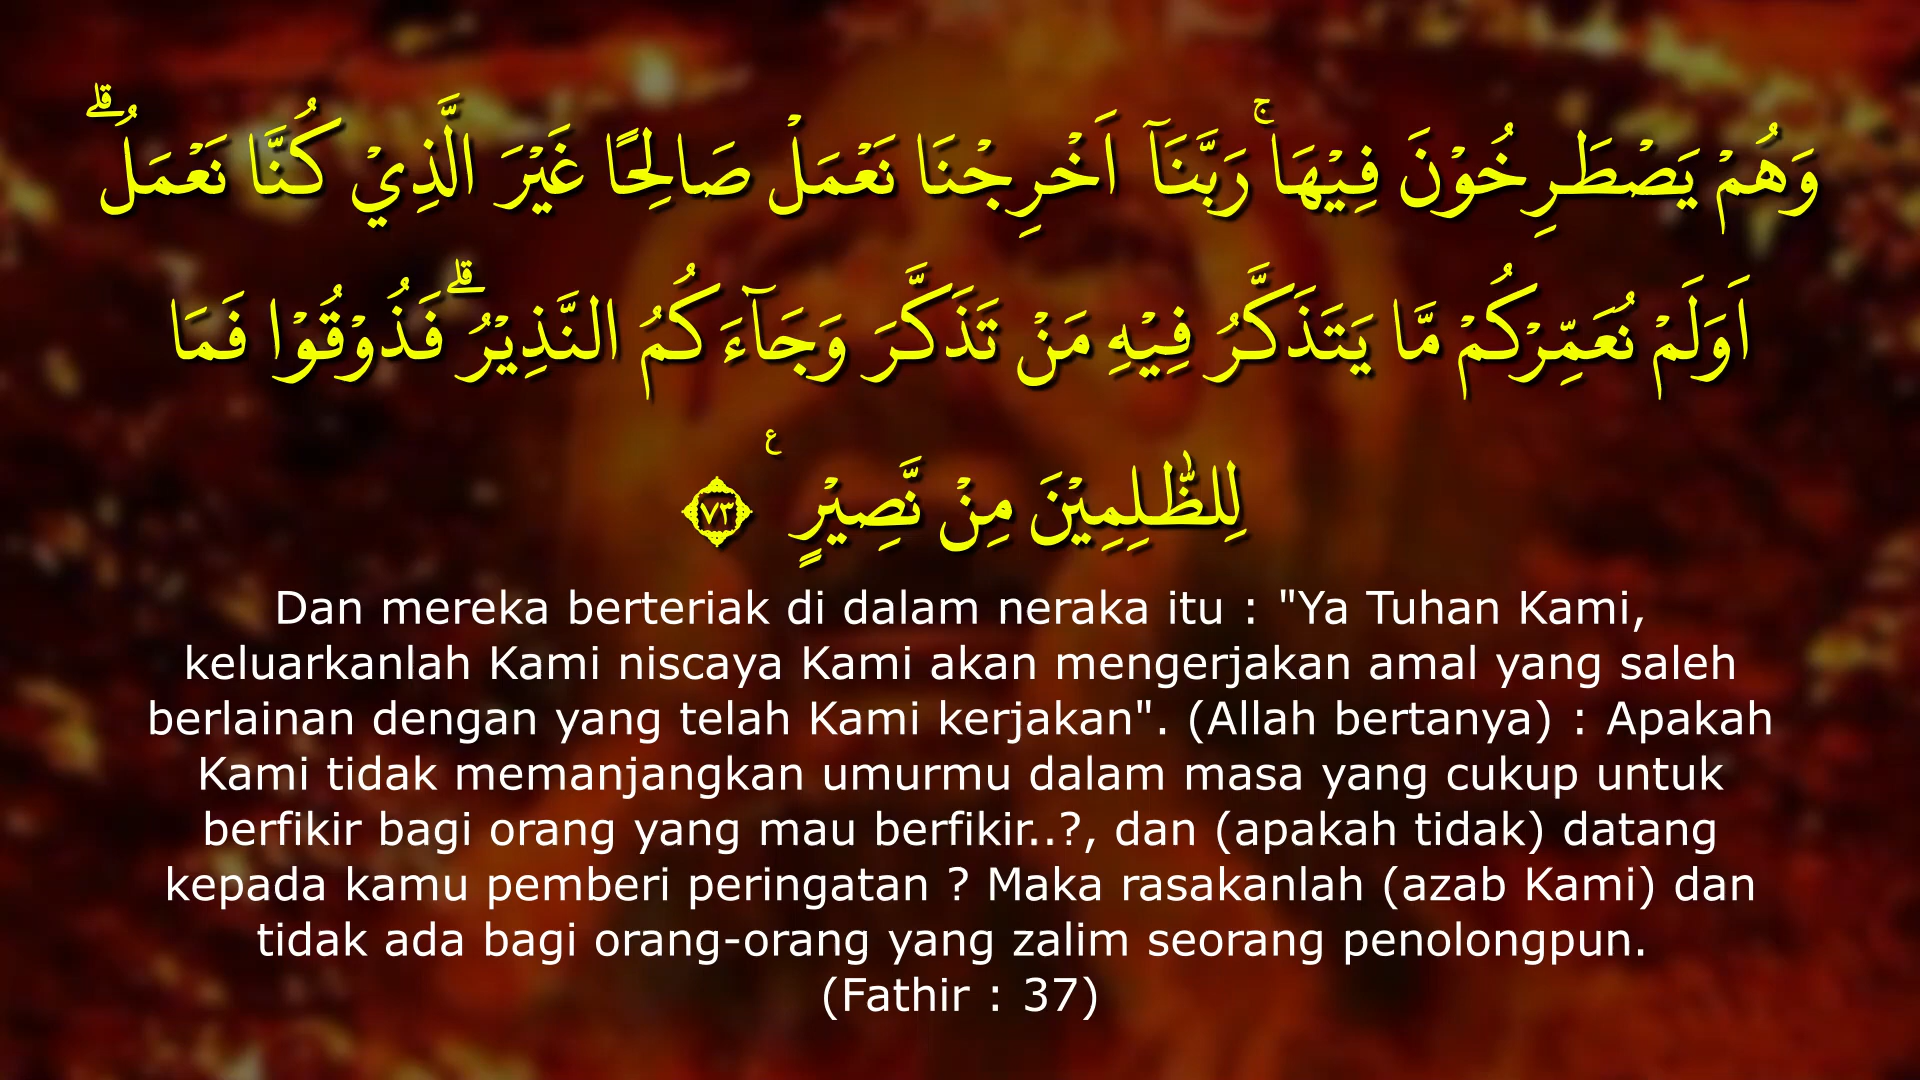 وَهُمْ يَصْطَرِخُوْنَ فِيْهَاۚ رَبَّنَآ اَخْرِجْنَا نَعْمَلْ صَالِحًا غَيْرَ الَّذِيْ كُنَّا نَعْمَلُۗ
اَوَلَمْ نُعَمِّرْكُمْ مَّا يَتَذَكَّرُ فِيْهِ مَنْ تَذَكَّرَ وَجَاۤءَكُمُ النَّذِيْرُۗ فَذُوْقُوْا فَمَا
لِلظّٰلِمِيْنَ مِنْ نَّصِيْرٍ ࣖ ٧٣
Dan mereka berteriak di dalam neraka itu : "Ya Tuhan Kami,
keluarkanlah Kami niscaya Kami akan mengerjakan amal yang saleh
berlainan dengan yang telah Kami kerjakan". (Allah bertanya) : Apakah
Kami tidak memanjangkan umurmu dalam masa yang cukup untuk
berfikir bagi orang yang mau berfikir..?, dan (apakah tidak) datang
kepada kamu pemberi peringatan ? Maka rasakanlah (azab Kami) dan
tidak ada bagi orang-orang yang zalim seorang penolongpun.
(Fathir : 37)